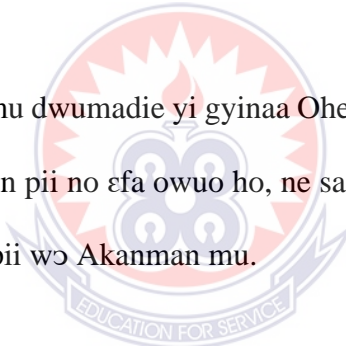 nu dwumadie yi gyinaa Ohe
n pii no ɛfa owuo ho, ne sa
pii wɔ Akanman mu.
EDUCATION FOR SERVICE